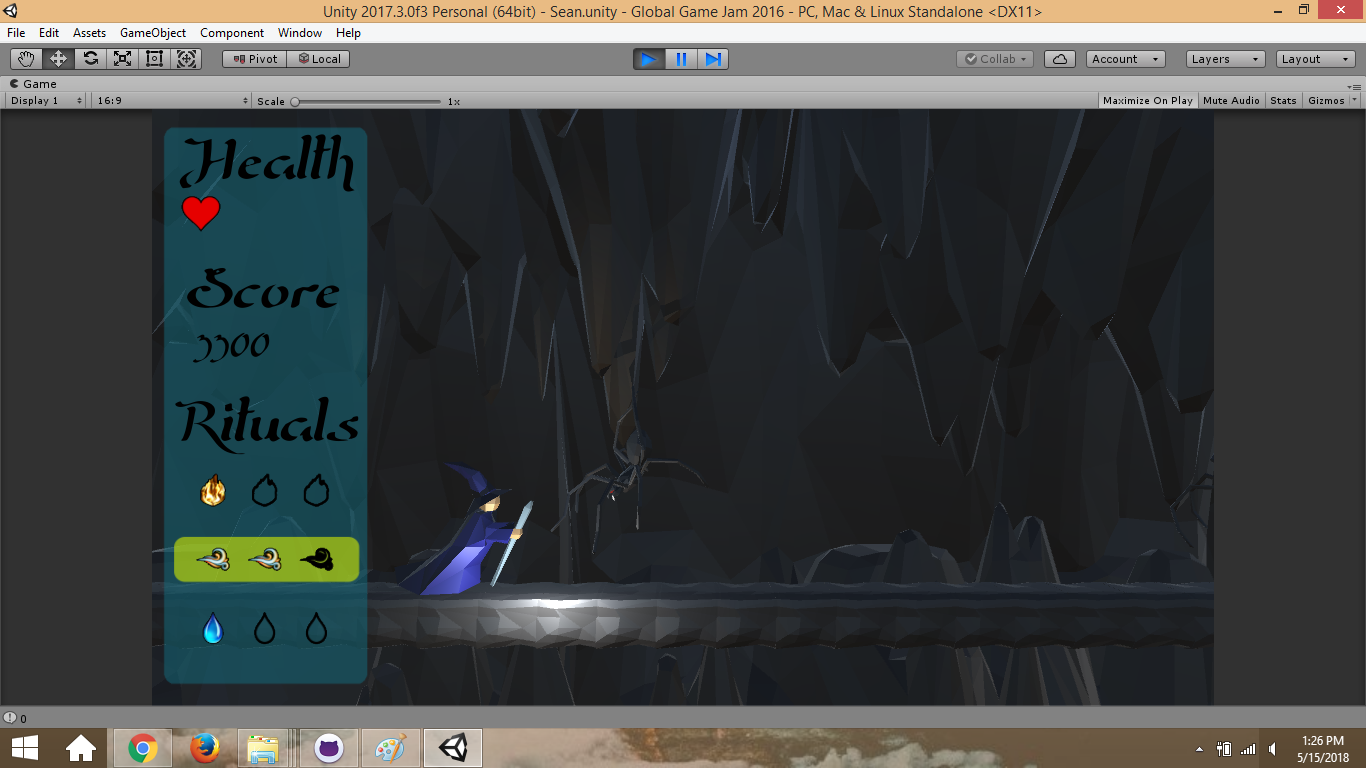 Unity 2017.3.0f3 Personal (64bit) - Sean.unity - Global Game Jam 2016 - PC, Mac & Linux Standalone <DX11>
File Edit Assets GameObject Component Window Help
Pivot Local Collab Account Layers Layout
Game
Display 1 16:9 Scale 1x Maximize On Play Mute Audio Stats Gizmos
Health
Score
3300
Rituals
0
1:26 PM
5/15/2018